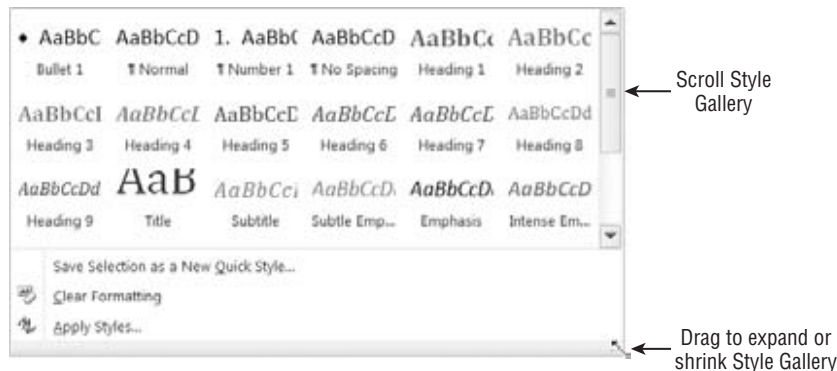 • AaBbC AaBbCcD 1. AaBb( AaBbCcD AaBbCc AaBbCc
Bullet 1 ¶ Normal ¶ Number 1 ¶ No Spacing Heading 1 Heading 2
Scroll Style
Gallery
AaBbCcI AaBbCcI AaBbCcD AaBbCcD AaBbCcD AaBbCcDd
Heading 3 Heading 4 Heading 5 Heading 6 Heading 7 Heading 8
AaBbCcDd AaB AaBbCcI AaBbCcD AaBbCcD AaBbCcD
Heading 9 Title Subtitle Subtle Emp... Emphasis Intense Em...
Save Selection as a New Quick Style...
Clear Formatting
Apply Styles...
Drag to expand or
shrink Style Gallery